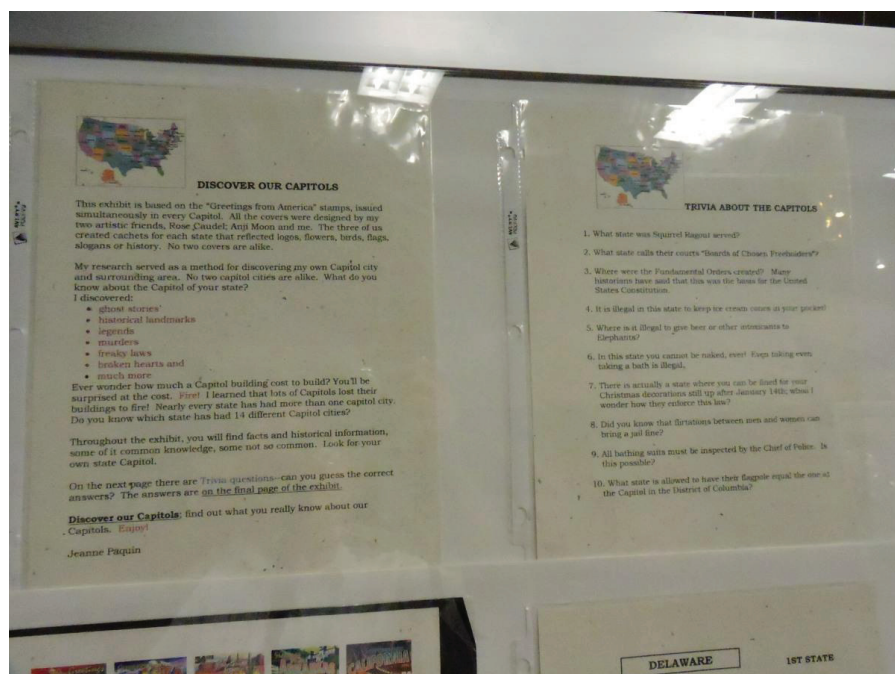 DISCOVER OUR CAPITOLS
This exhibit is based on the "Greetings from America" stamps, issued
simultaneously in every Capitol. All the covers were designed by my
two artistic friends, Rose Caudel; Anji Moon and me. The three of us
created cachets for each state that reflected logos, flowers, birds, flags,
slogans or history. No two covers are alike.
My research served as a method for discovering my own Capitol city
and surrounding area. No two capitol cities are alike. What do you
know about the Capitol of your state?
I discovered:
• ghost stories'
• historical landmarks
• legends
• murders
• freaky laws
• broken hearts and
• much more
Ever wonder how much a Capitol building cost to build? You'll be
surprised at the cost. Fire! I learned that lots of Capitols lost their
buildings to fire! Nearly every state has had more than one capitol city.
Do you know which state has had 14 different Capitol cities?
Throughout the exhibit, you will find facts and historical information,
some of it common knowledge, some not so common. Look for your
own state Capitol.
On the next page there are Trivia questions—can you guess the correct
answers? The answers are on the final page of the exhibit.
Discover our Capitols: find out what you really know about our
Capitols. Enjoy!
Jeanne Paquin
TRIVIA ABOUT THE CAPITOLS
1. What state was Squirrel Ragout served?
2. What state calls their courts "Boards of Chosen Freeholders"?
3. Where were the Fundamental Orders created? Many
historians have said that this was the basis for the United
States Constitution.
4. It is illegal in this state to keep ice cream cones in your pocket!
5. Where is it illegal to give beer or other intoxicants to
Elephants?
6. In this state you cannot be naked, ever! Even taking even
taking a bath is illegal.
7. There is actually a state where you can be fined for your
Christmas decorations still up after January 14th; what I
wonder how they enforce this law?
8. Did you know that flirtations between men and women can
bring a jail fine?
9. All bathing suits must be inspected by the Chief of Police. Is
this possible?
10. What state is allowed to have their flagpole equal the one at
the Capitol in the District of Columbia?
CALIFORNIA
DELAWARE
1ST STATE